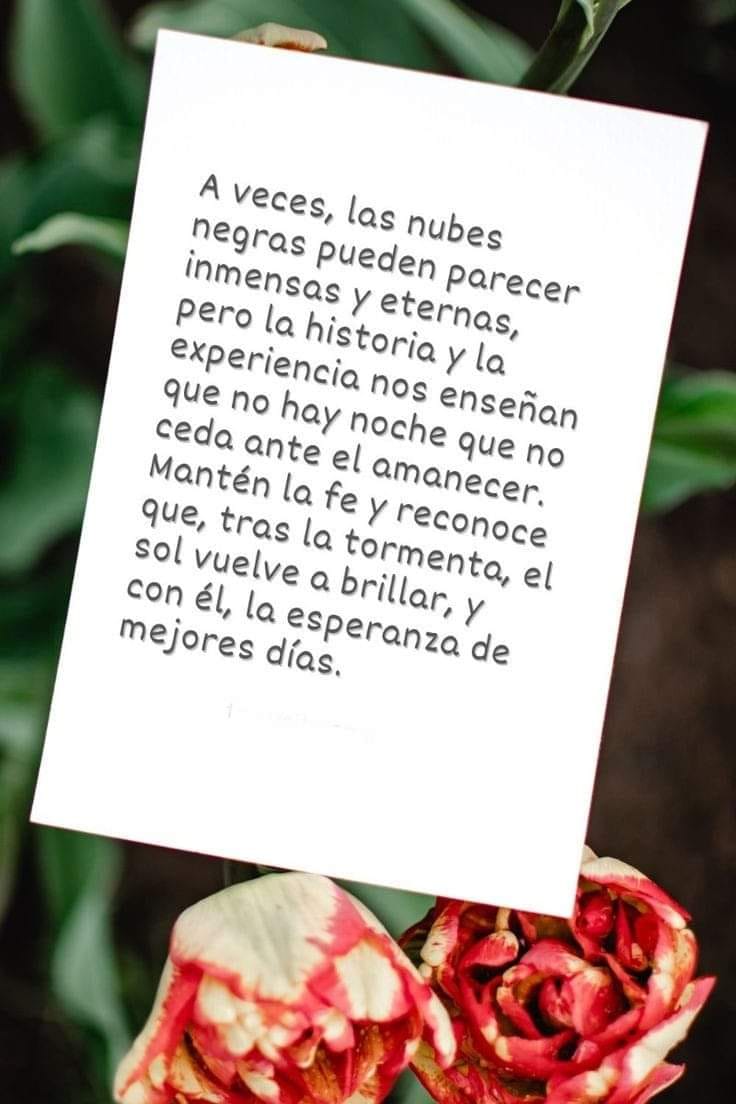 A veces, las nubes
negras pueden parecer
inmensas y eternas,
pero la historia y la
experiencia nos enseñan
que no hay noche que no
ceda ante el amanecer.
Mantén la fe y reconoce
que, tras la tormenta, el
sol vuelve a brillar, y
con él, la esperanza de
mejores días.